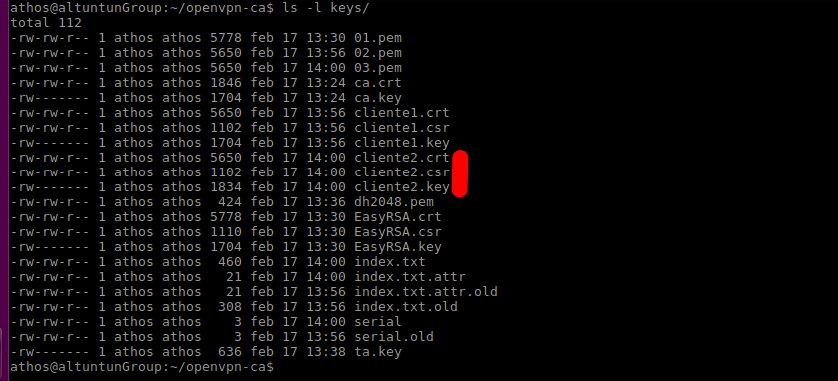 athos@altuntunGroup:~/openvpn-ca$ ls -l keys/
total 112
-rw-rw-r-- 1 athos athos 5778 feb 17 13:30 01.pem
-rw-rw-r-- 1 athos athos 5650 feb 17 13:56 02.pem
-rw-rw-r-- 1 athos athos 5650 feb 17 14:00 03.pem
-rw-rw-r-- 1 athos athos 1846 feb 17 13:24 ca.crt
-rw------- 1 athos athos 1704 feb 17 13:24 ca.key
-rw-rw-r-- 1 athos athos 5650 feb 17 13:56 cliente1.crt
-rw-rw-r-- 1 athos athos 1102 feb 17 13:56 cliente1.csr
-rw------- 1 athos athos 1704 feb 17 13:56 cliente1.key
-rw-rw-r-- 1 athos athos 5650 feb 17 14:00 cliente2.crt
-rw-rw-r-- 1 athos athos 1102 feb 17 14:00 cliente2.csr
-rw------- 1 athos athos 1834 feb 17 14:00 cliente2.key
-rw-rw-r-- 1 athos athos  424 feb 17 13:36 dh2048.pem
-rw-rw-r-- 1 athos athos 5778 feb 17 13:30 EasyRSA.crt
-rw-rw-r-- 1 athos athos 1110 feb 17 13:30 EasyRSA.csr
-rw------- 1 athos athos 1704 feb 17 13:30 EasyRSA.key
-rw-rw-r-- 1 athos athos  460 feb 17 14:00 index.txt
-rw-rw-r-- 1 athos athos   21 feb 17 14:00 index.txt.attr
-rw-rw-r-- 1 athos athos   21 feb 17 13:56 index.txt.attr.old
-rw-rw-r-- 1 athos athos  308 feb 17 13:56 index.txt.old
-rw-rw-r-- 1 athos athos    3 feb 17 14:00 serial
-rw-rw-r-- 1 athos athos    3 feb 17 13:56 serial.old
-rw------- 1 athos athos  636 feb 17 13:38 ta.key
athos@altuntunGroup:~/openvpn-ca$